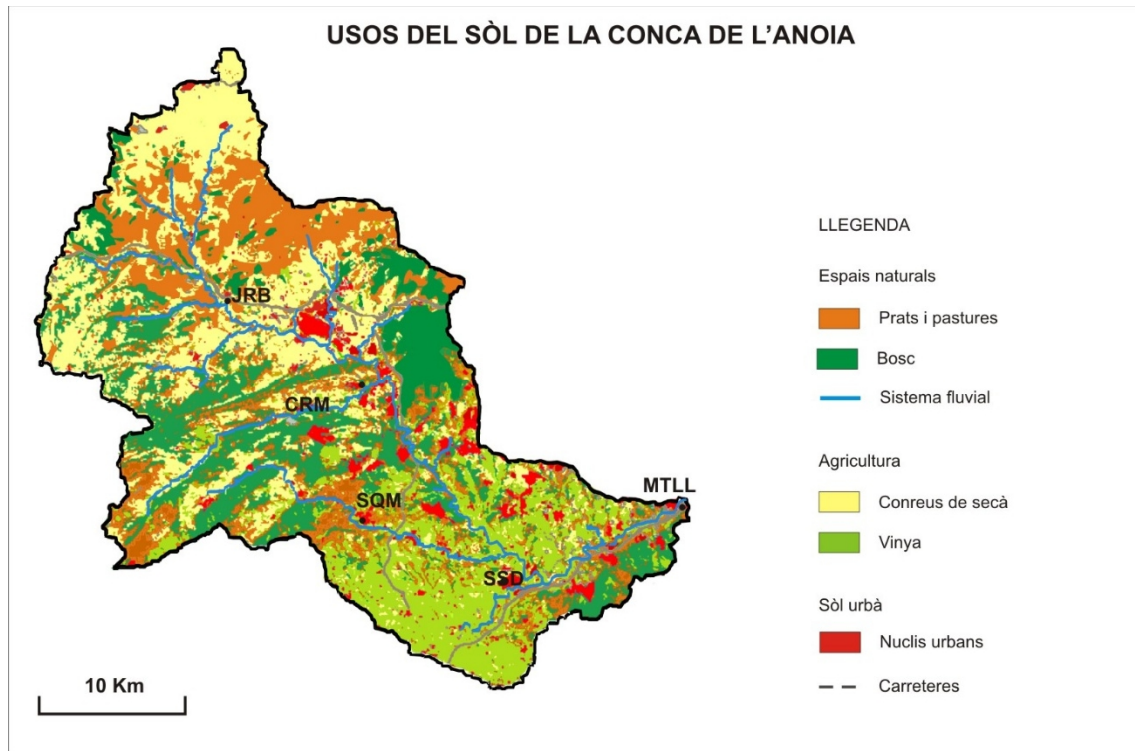 USOS DEL SÒL DE LA CONCA DE L'ANOIA
JRB
CRM
SQM
MTLL
SSD
10 Km
LLEGENDA
Espais naturals
Prats i pastures
Bosc
Sistema fluvial
Agricultura
Conreus de secà
Vinya
Sòl urbà
Nuclis urbans
Carreteres